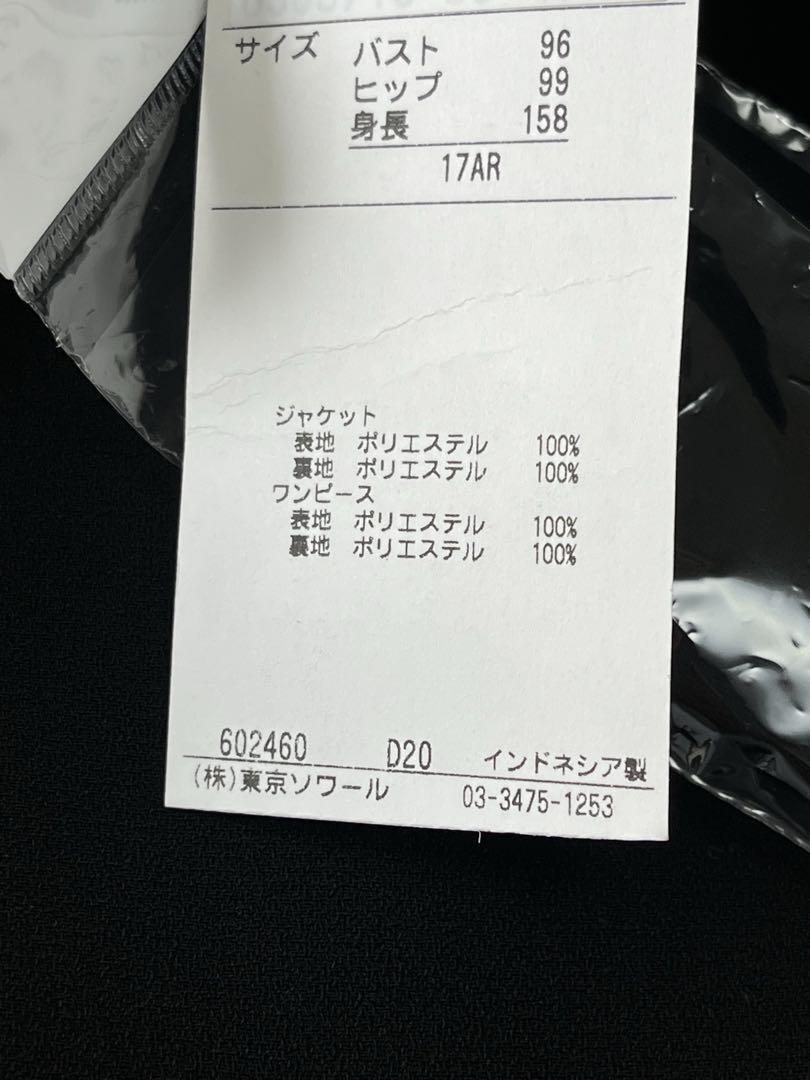 サイズ バスト 96
ヒップ 99
身長 158
17AR
ジャケット
表地 ポリエステル 100%
裏地 ポリエステル 100%
ワンピース
表地 ポリエステル 100%
裏地 ポリエステル 100%
602460 D20 インドネシア製
(株)東京ソワール 03-3475-1253